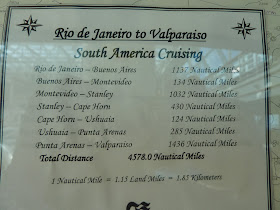 Rio de Janeiro to Valparaiso
South America Cruising
Rio de Janeiro – Buenos Aires 1137 Nautical Miles
Buenos Aires – Montevideo 134 Nautical Miles
Montevideo – Stanley 1032 Nautical Miles
Stanley – Cape Horn 430 Nautical Miles
Cape Horn – Ushuaia 124 Nautical Miles
Ushuaia – Punta Arenas 285 Nautical Miles
Punta Arenas – Valparaiso 1436 Nautical Miles
Total Distance 4578.0 Nautical Miles
1 Nautical Mile = 1.15 Land Miles = 1.85 Kilometers